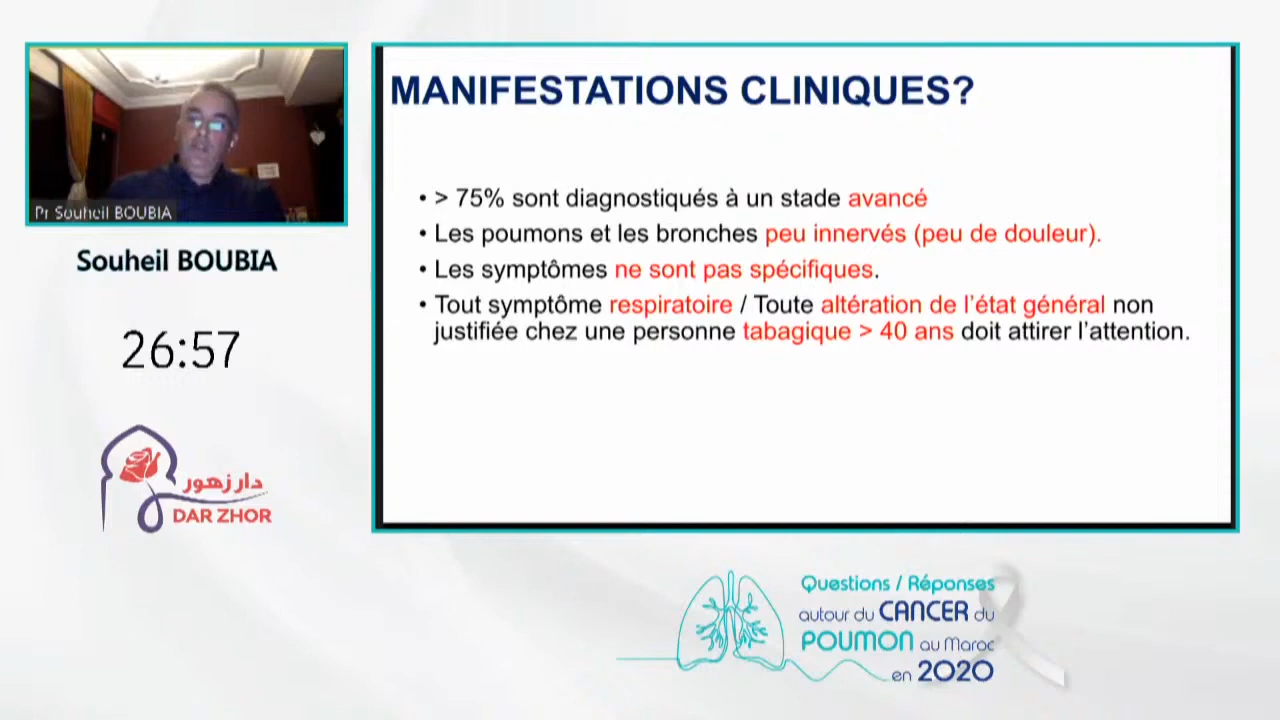 Pr Souheil BOUBIA
Souheil BOUBIA
26:57
دار زهور
DAR ZHOR
MANIFESTATIONS CLINIQUES?
• > 75% sont diagnostiqués à un stade avancé
• Les poumons et les bronches peu innervés (peu de douleur).
• Les symptômes ne sont pas spécifiques.
• Tout symptôme respiratoire / Toute altération de l'état général non
justifiée chez une personne tabagique > 40 ans doit attirer l'attention.
Questions / Réponses
autour du CANCER du
POUMON au Maroc
en 2020